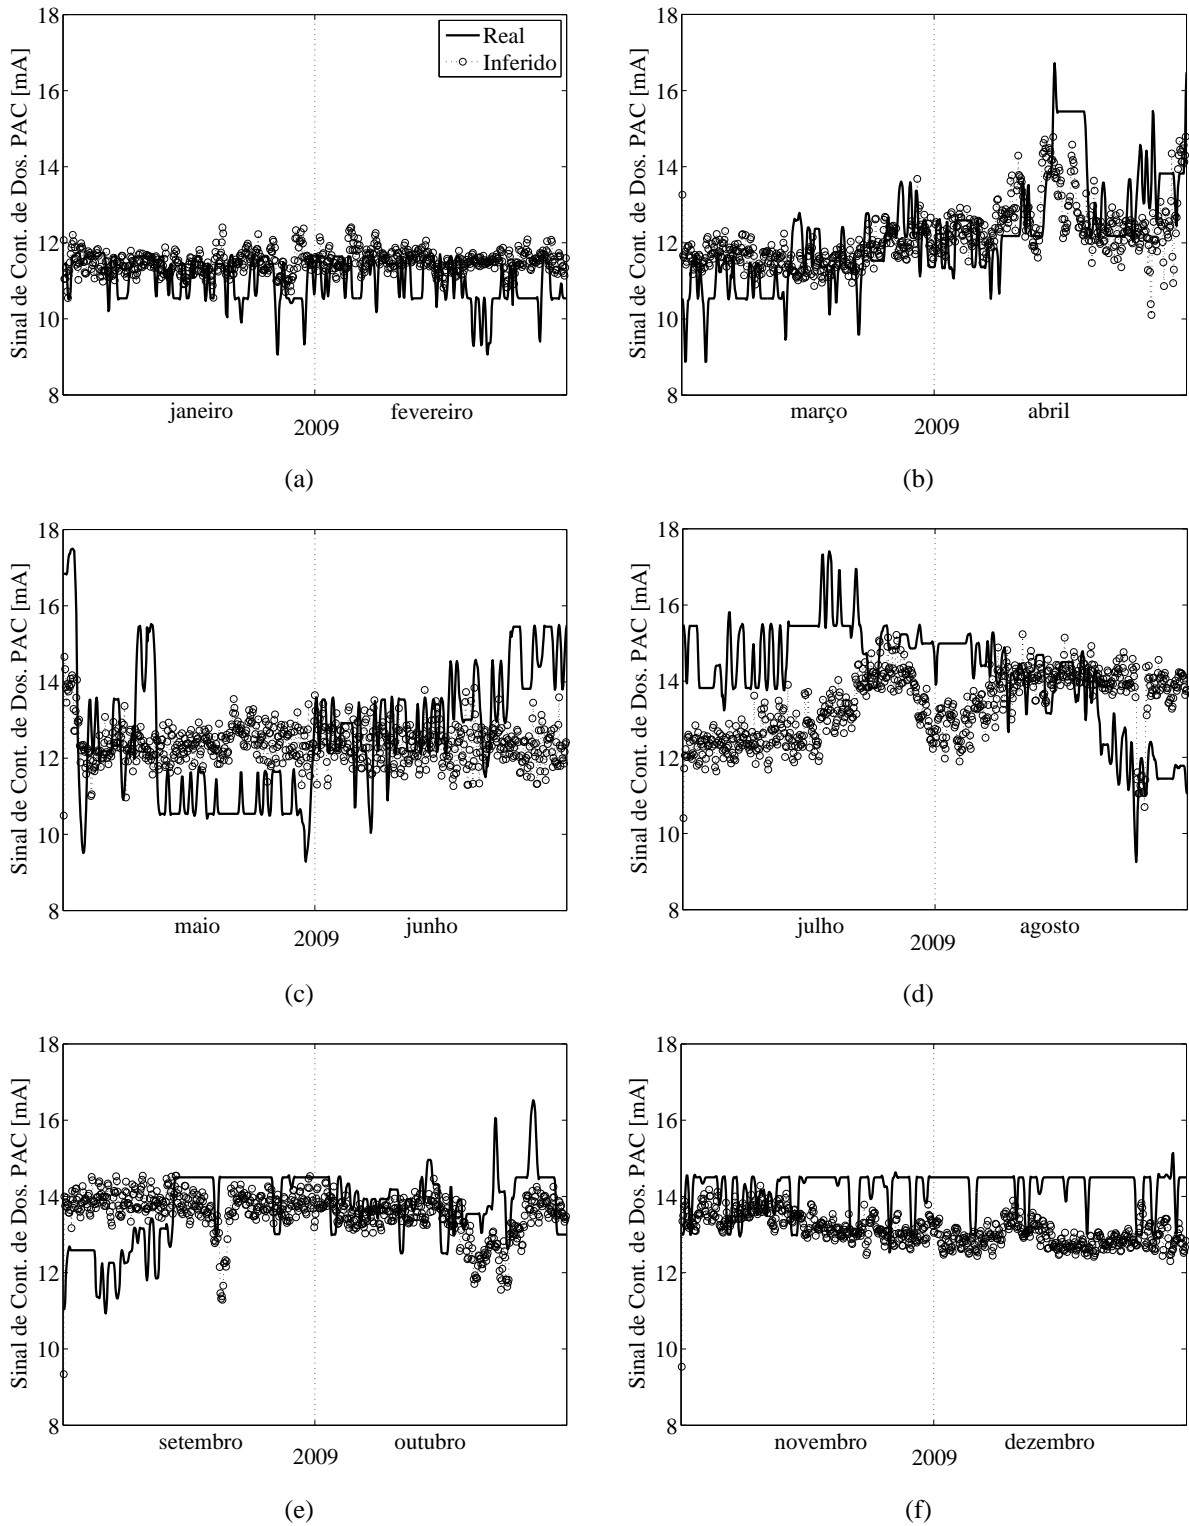 18
16
14
12
10
8
Sinal de Cont. de Dos. PAC [mA]
Real
Inferido
janeiro
fevereiro
2009
(a)
18
16
14
12
10
8
Sinal de Cont. de Dos. PAC [mA]
março
abril
2009
(b)
18
16
14
12
10
8
Sinal de Cont. de Dos. PAC [mA]
maio
junho
2009
(c)
18
16
14
12
10
8
Sinal de Cont. de Dos. PAC [mA]
julho
agosto
2009
(d)
18
16
14
12
10
8
Sinal de Cont. de Dos. PAC [mA]
setembro
outubro
2009
(e)
18
16
14
12
10
8
Sinal de Cont. de Dos. PAC [mA]
novembro
dezembro
2009
(f)